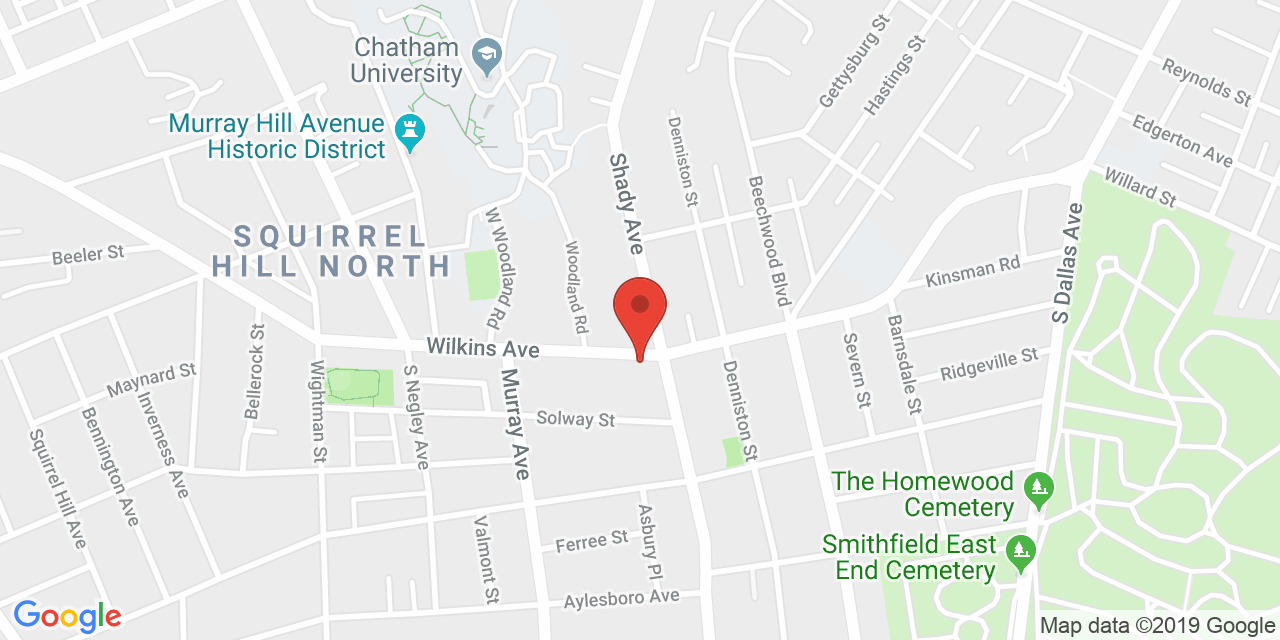 Chatham
University
Gettysburg St
Hastings St
Reynolds St
Edgerton Ave
Murray Hill Avenue
Historic District
Denniston St
Shady Ave
Beechwood Blvd
Willard St
SQUIRREL
HILL NORTH
Beeler St
W Woodland Rd
Woodland Rd
S Dallas Ave
Kinsman Rd
Wilkins Ave
Bellerock St
Maynard St
Wightman St
S Negley Ave
Murray Ave
Denniston St
Severn St
Barnsdale St
Ridgeville St
Squirrel Hill Ave
Bennington Ave
Inverness Ave
Solway St
The Homewood
Cemetery
Valmont St
Ferree St
Asbury Pl
Smithfield East
End Cemetery
Aylesboro Ave
Google
Map data ©2019 Google